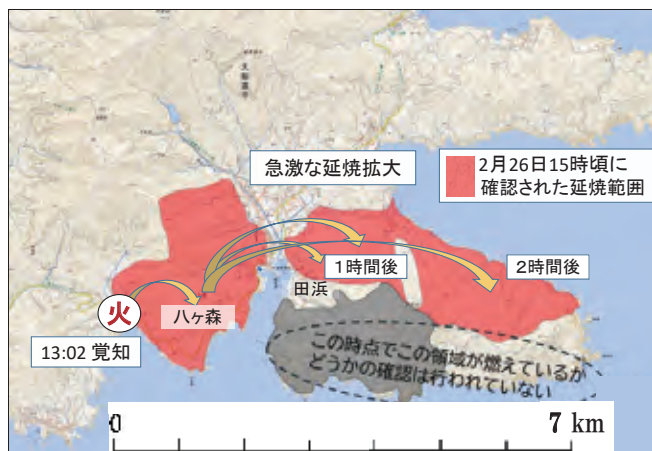 急激な延焼拡大
2月26日15時頃に
確認された延焼範囲
1時間後
2時間後
田浜
火
八ヶ森
13:02 覚知
この時点でこの領域が燃えているか
どうかの確認は行われていない
0
7 km